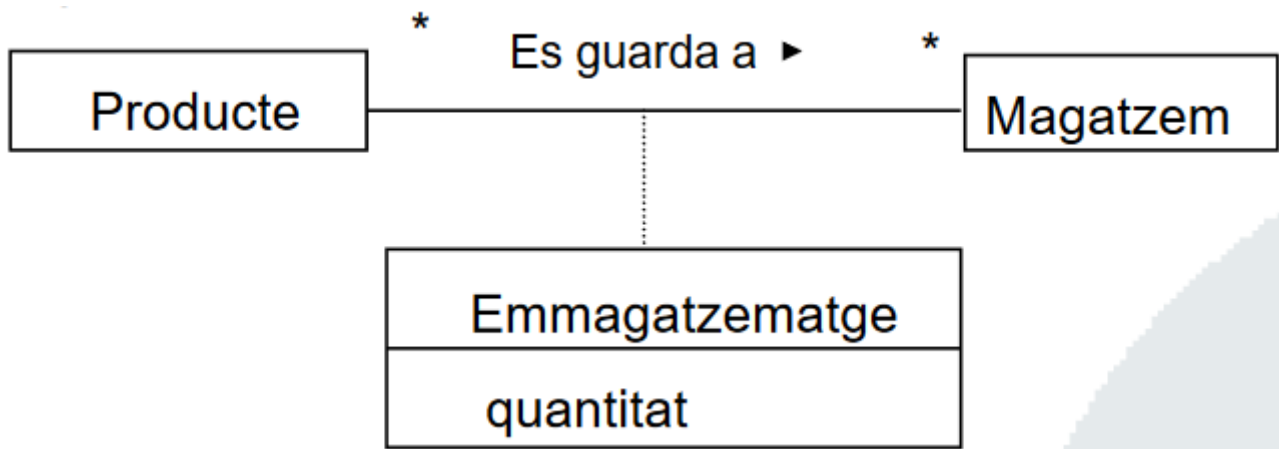 *
Es guarda a ►
*
Producte
Magatzem
Emmagatzematge
quantitat